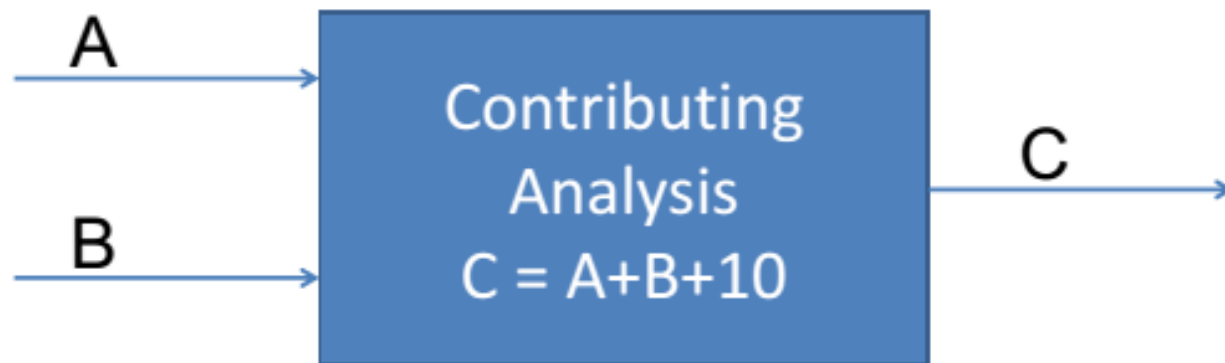 A
B
Contributing
Analysis
C = A+B+10
C